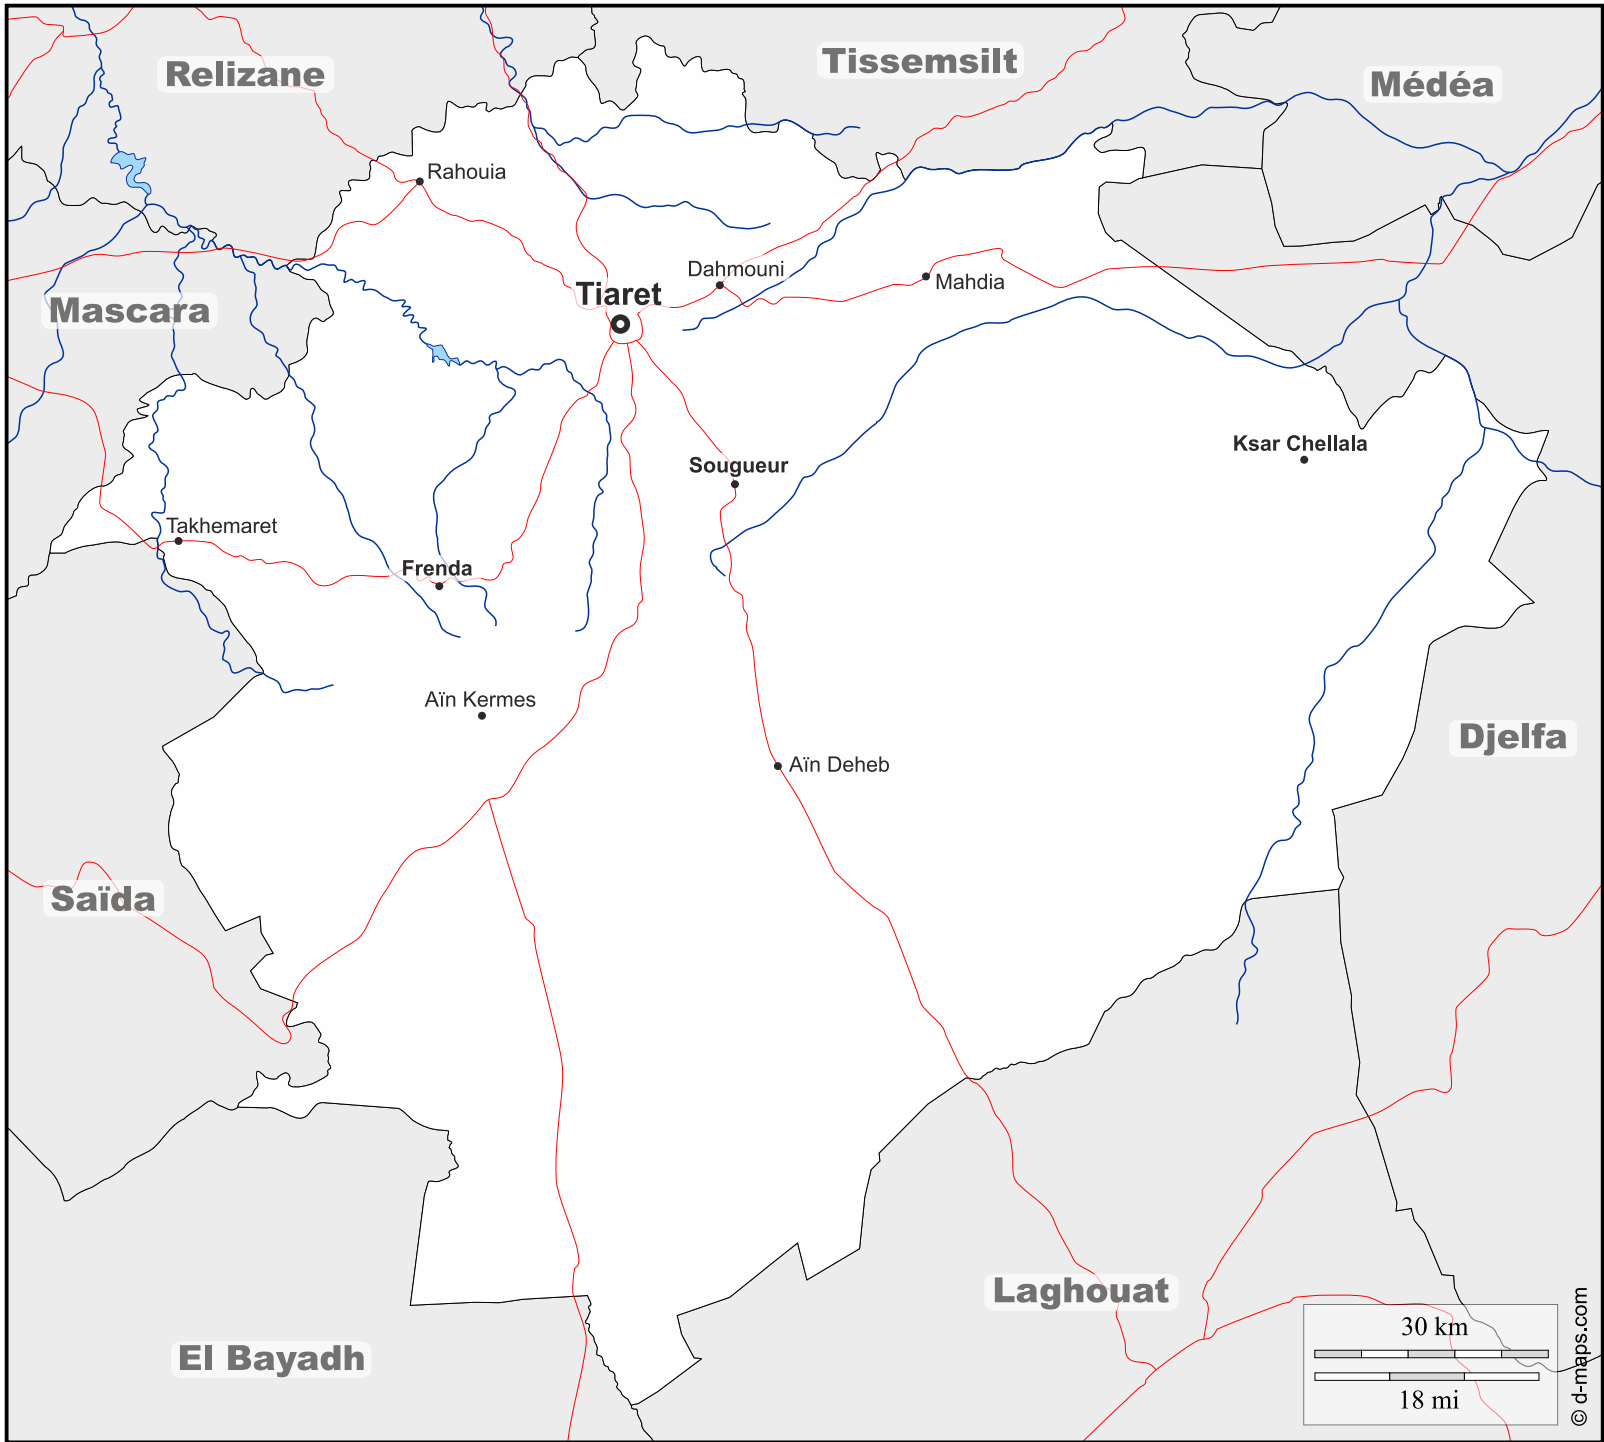 Relizane
Tissemsilt
Médéa
Rahouia
Dahmouni
Mahdia
Tiaret
Mascara
Ksar Chellala
Sougueur
Takhemaret
Frenda
Aïn Kermes
Djelfa
Aïn Deheb
Saïda
Laghouat
El Bayadh
30 km
18 mi
© d-maps.com